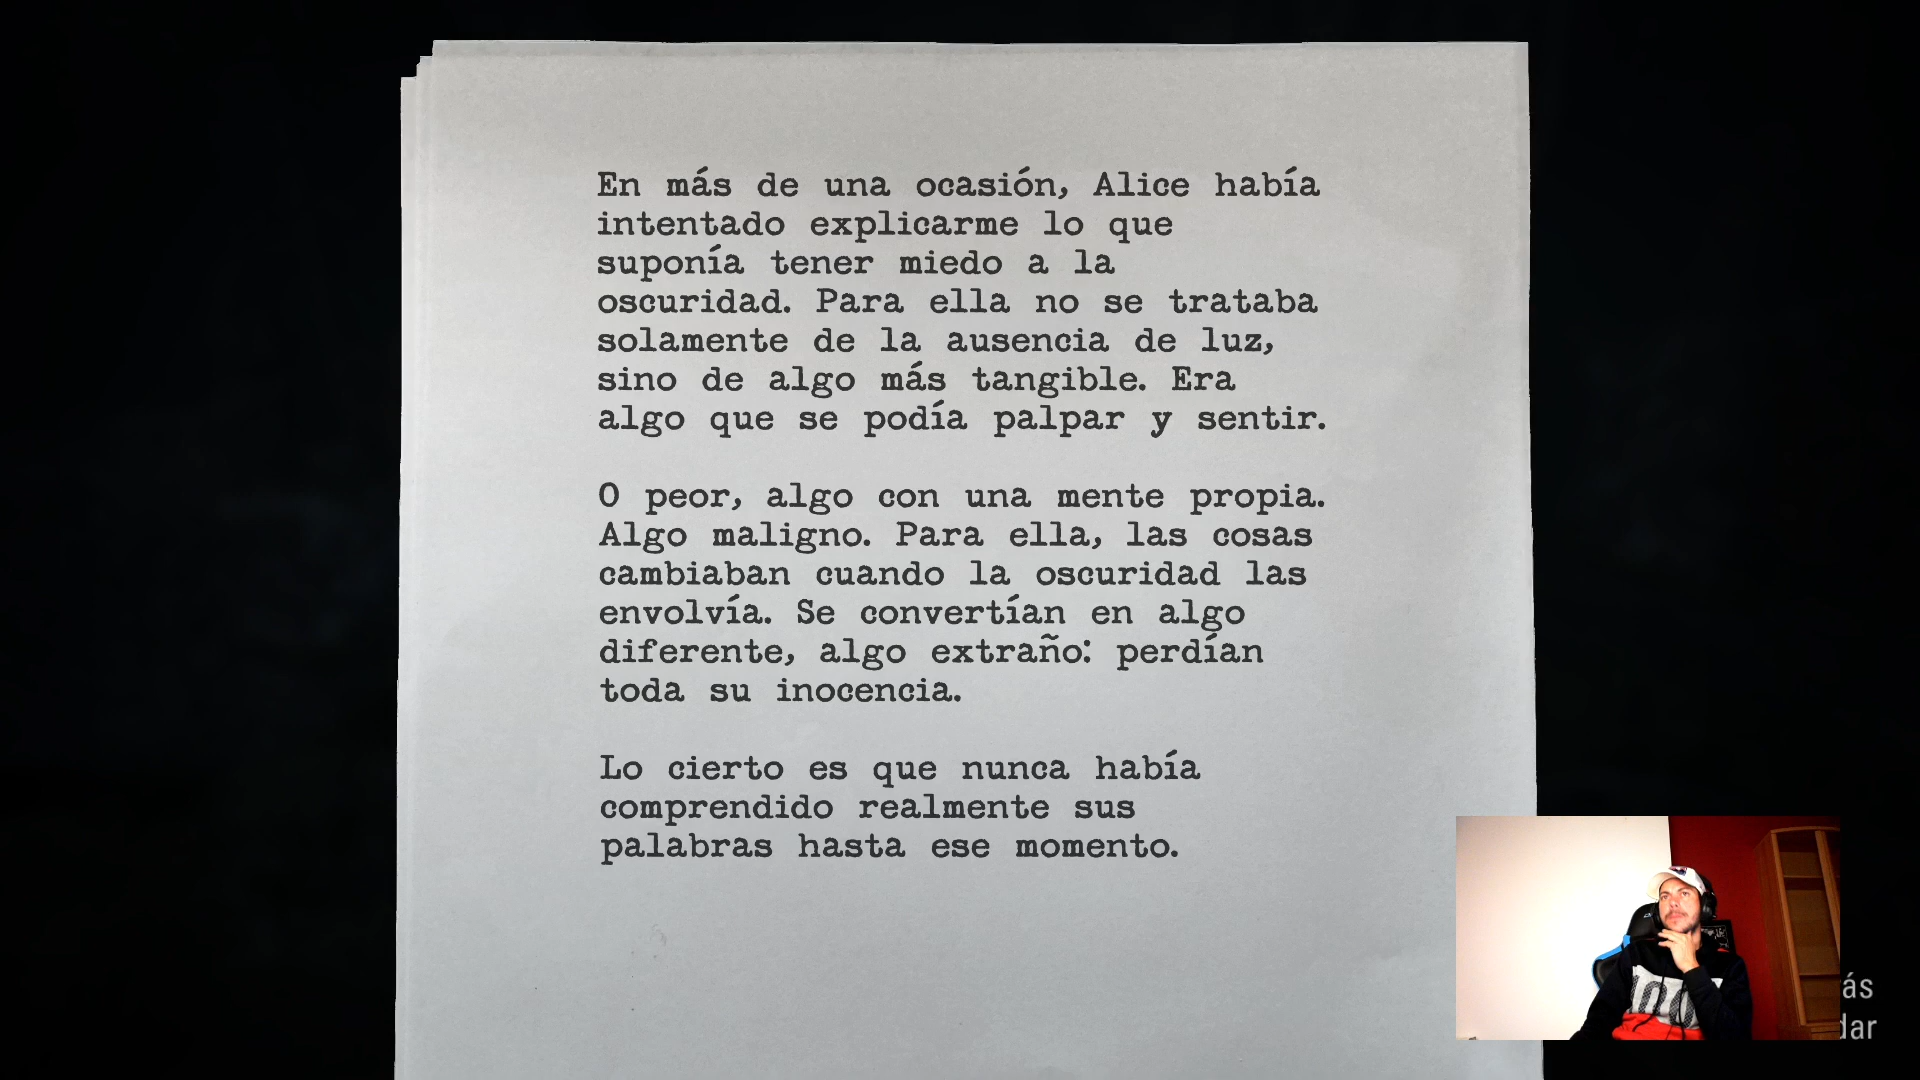 En más de una ocasión, Alice había
intentado explicarme lo que
suponía tener miedo a la
oscuridad. Para ella no se trataba
solamente de la ausencia de luz,
sino de algo más tangible. Era
algo que se podía palpar y sentir.
O peor, algo con una mente propia.
Algo maligno. Para ella, las cosas
cambiaban cuando la oscuridad las
envolvía. Se convertían en algo
diferente, algo extraño: perdían
toda su inocencia.
Lo cierto es que nunca había
comprendido realmente sus
palabras hasta ese momento.